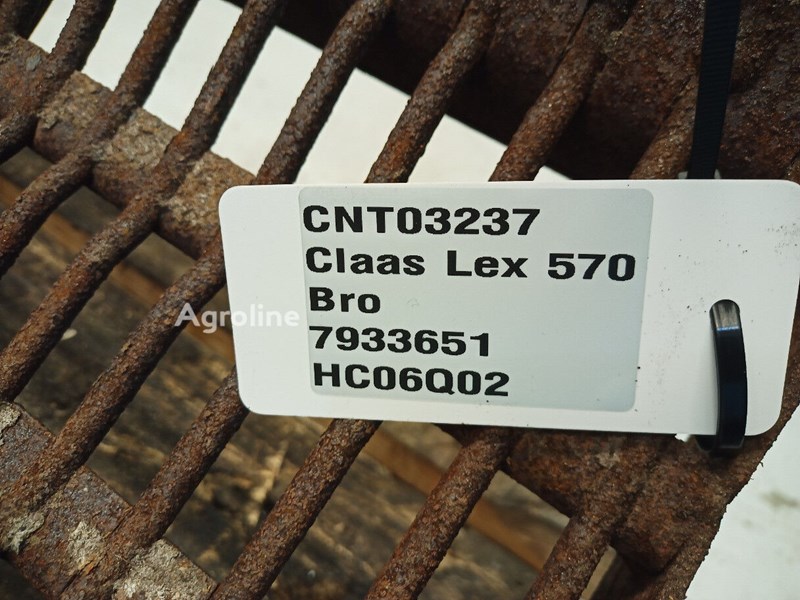 CNT03237
Claas Lex 570
Bro
7933651
HC06Q02
Agroline